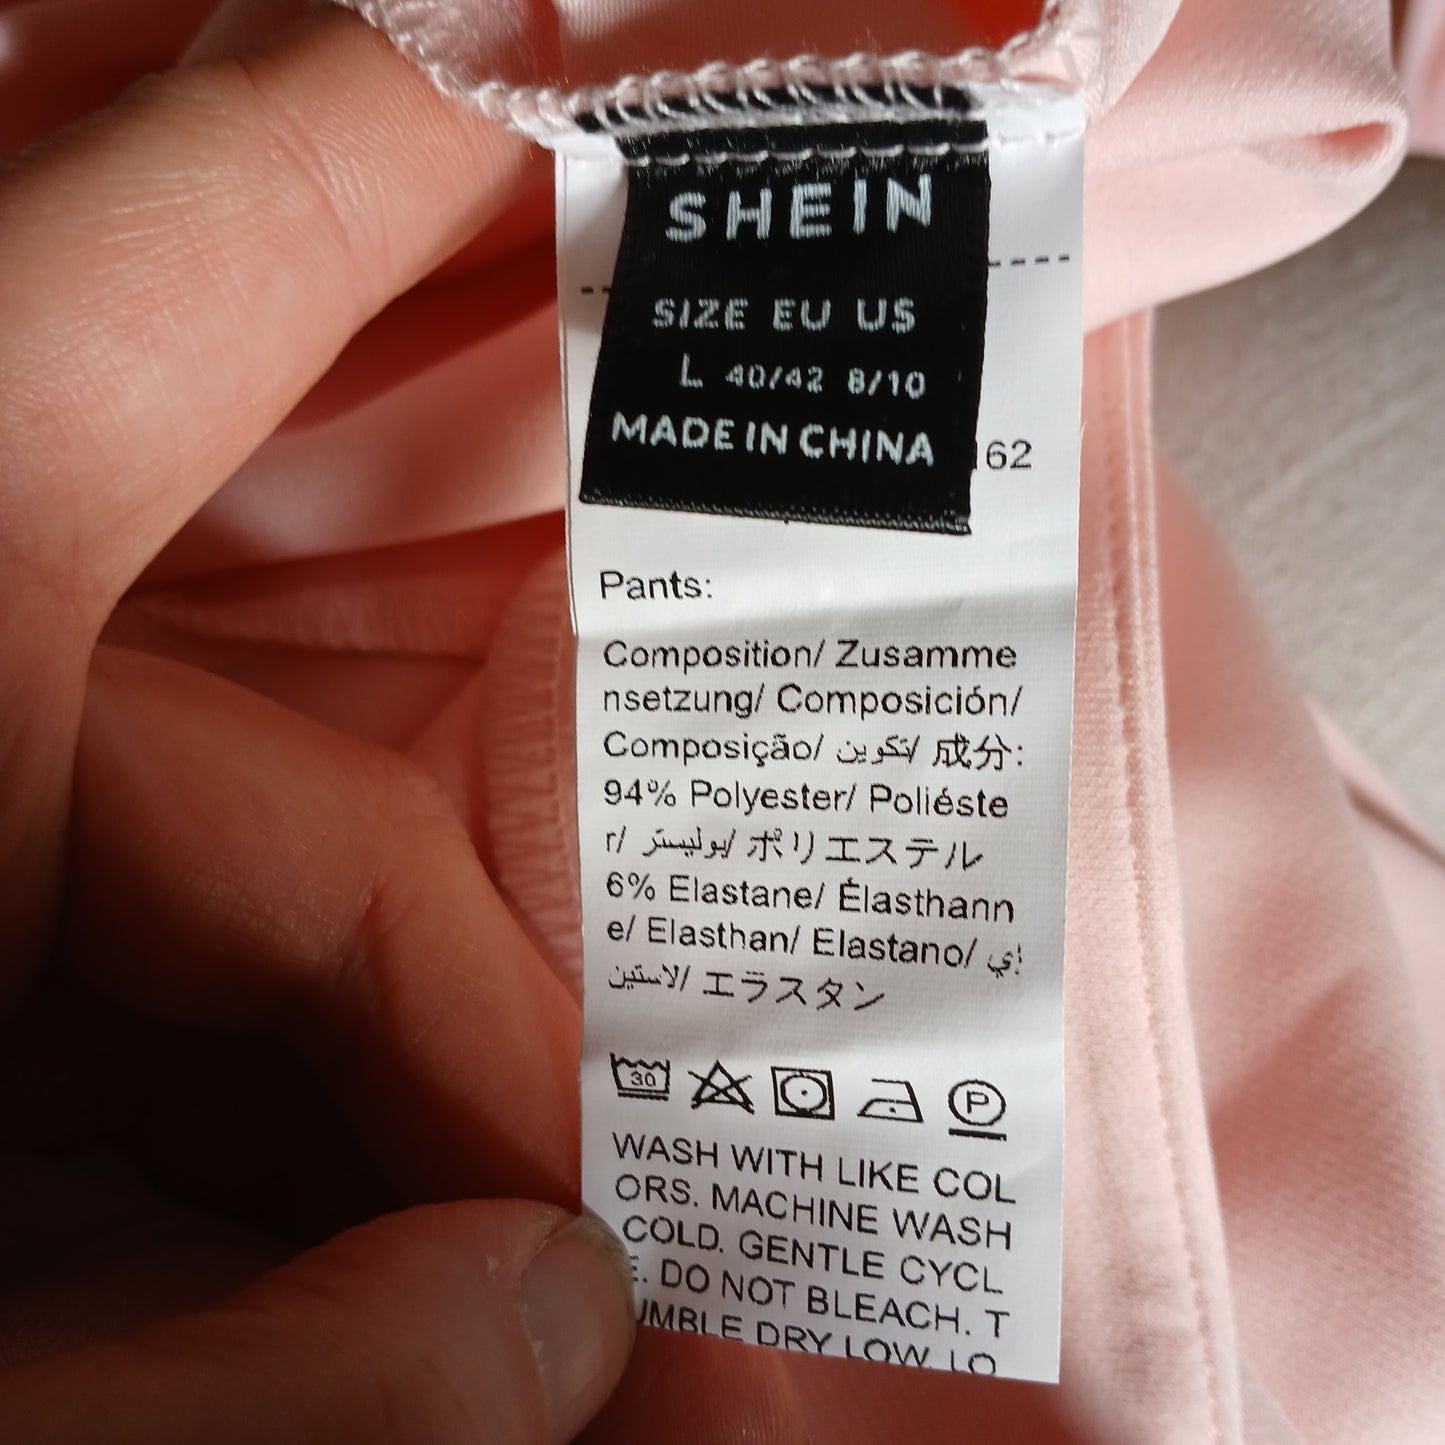 SHEIN
SIZE EU US
L 40/42 8/10
MADE IN CHINA
62
Pants:
Composition/ Zusamme
nsetzung/ Composición/
Composição/ تكوين/ 成分:
94% Polyester/ Poliéste
r/ بوليستر/ ポリエステル
6% Elastane/ Élasthann
e/ Elasthan/ Elastano/ إي
لاستين/ エラスタン
30
P
WASH WITH LIKE COL
ORS. MACHINE WASH
COLD. GENTLE CYCL
E. DO NOT BLEACH. T
UMBLE DRY LOW. LO